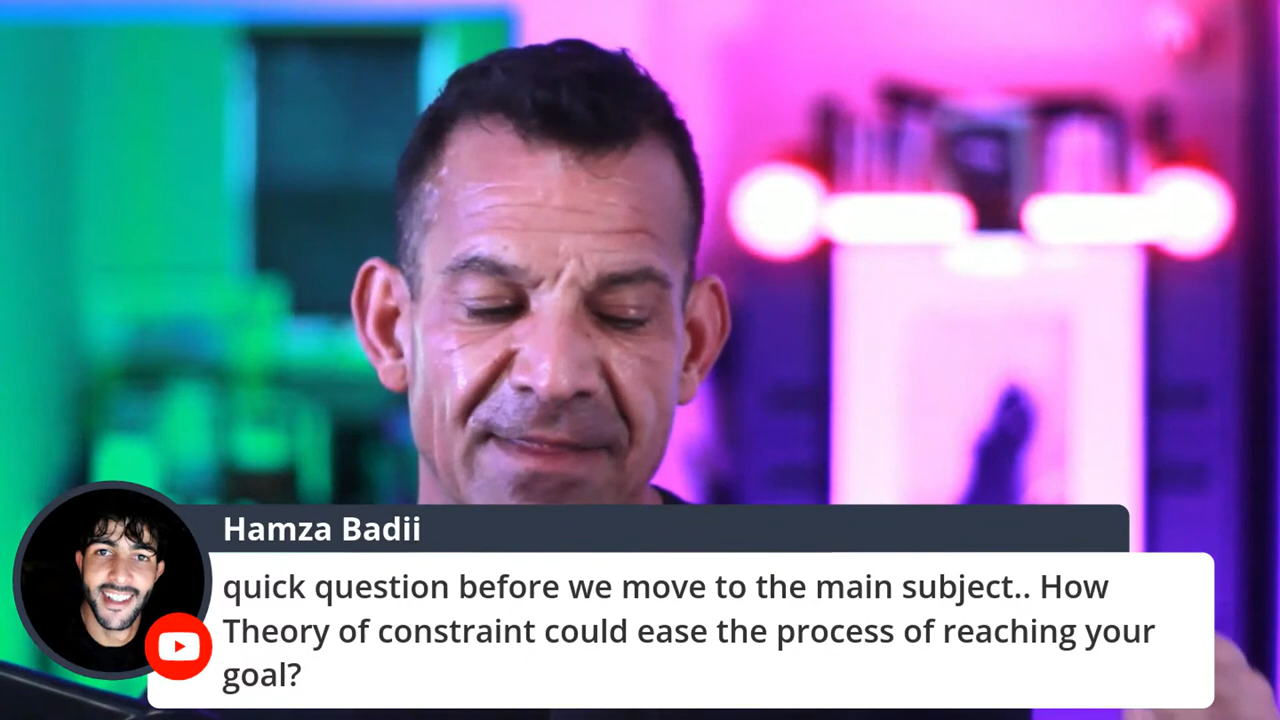 Hamza Badii
quick question before we move to the main subject.. How
Theory of constraint could ease the process of reaching your
goal?